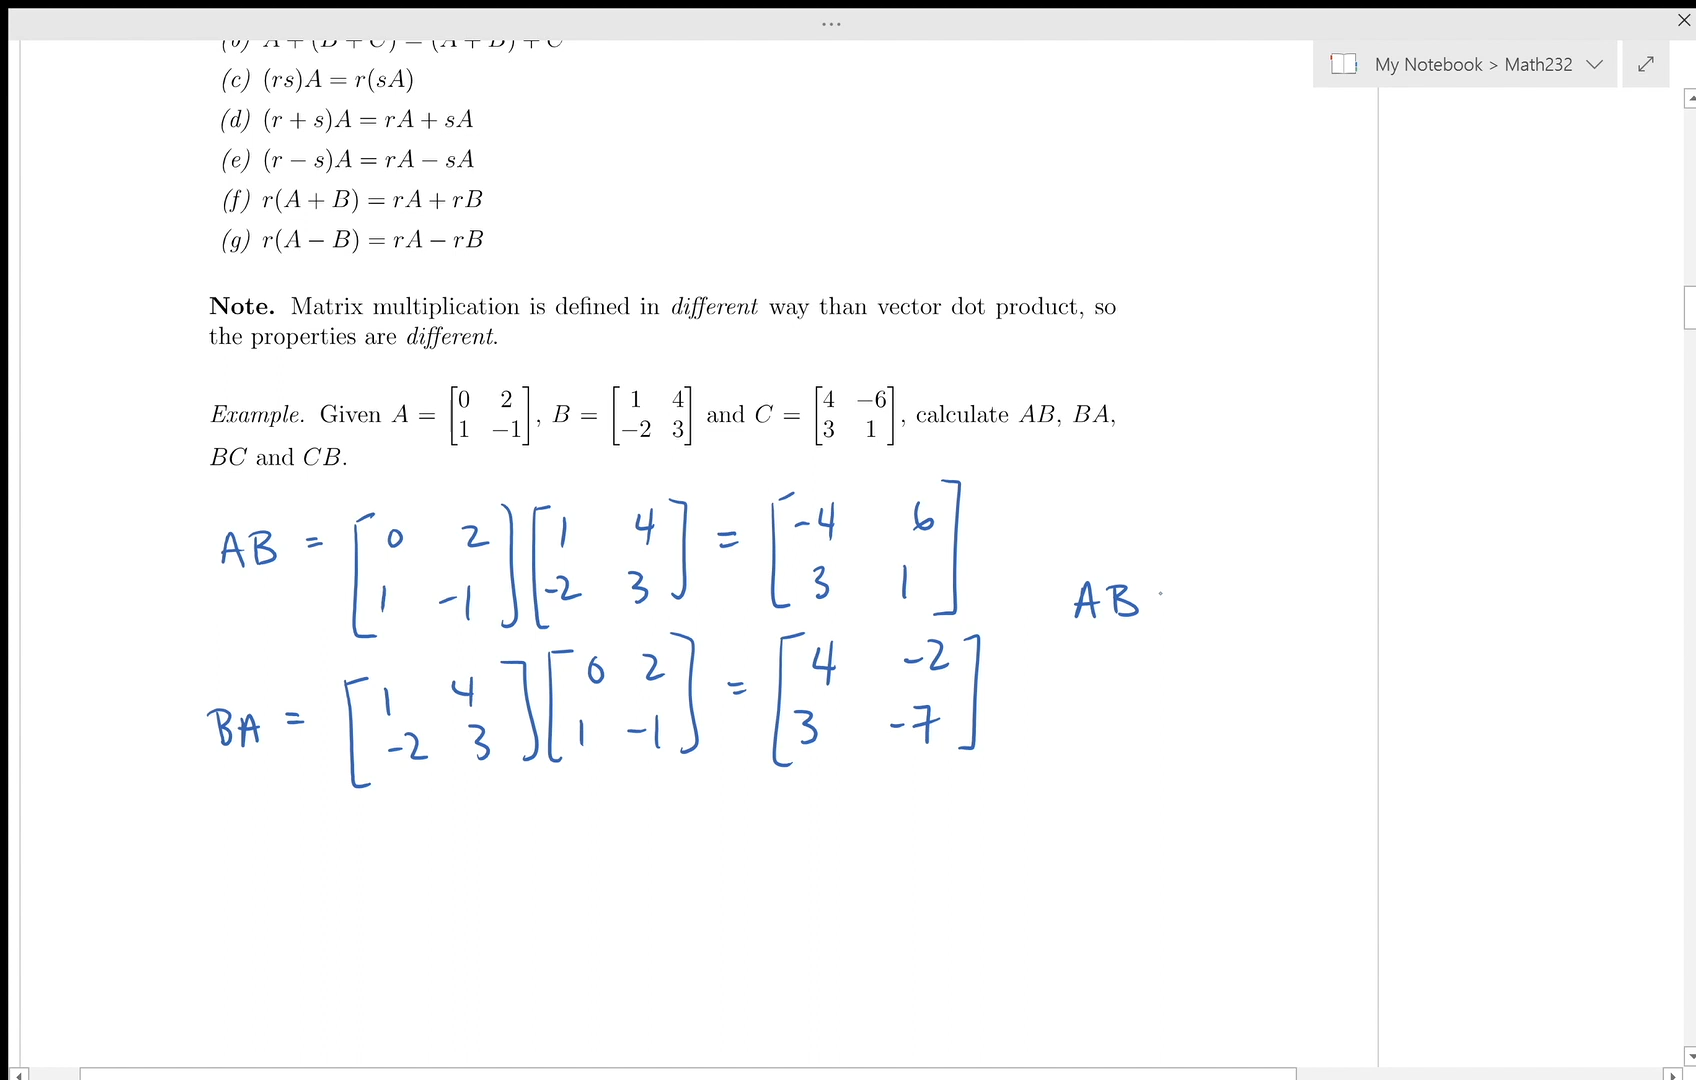 (b) A + (B + C) = (A + B) + C
My Notebook > Math232
(c) (rs)A = r(sA)
(d) (r + s)A = rA + sA
(e) (r − s)A = rA − sA
(f) r(A + B) = rA + rB
(g) r(A − B) = rA − rB
Note. Matrix multiplication is defined in different way than vector dot product, so
the properties are different.
Example. Given A = [0 2; 1 −1], B = [1 4; −2 3] and C = [4 −6; 3 1], calculate AB, BA,
BC and CB.
AB = [0 2; 1 -1] [1 4; -2 3] = [-4 6; 3 1]
AB
BA = [1 4; -2 3] [0 2; 1 -1] = [4 -2; 3 -7]